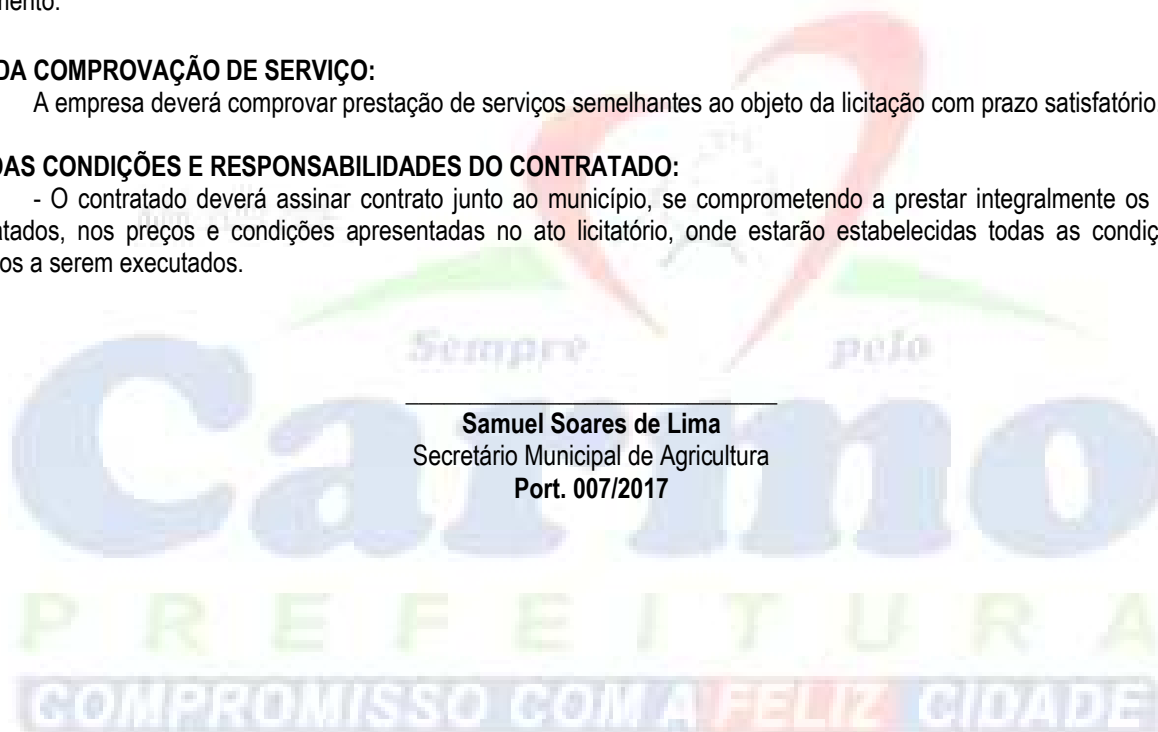 mento.
DA COMPROVAÇÃO DE SERVIÇO:
A empresa deverá comprovar prestação de serviços semelhantes ao objeto da licitação com prazo satisfatório
DAS CONDIÇÕES E RESPONSABILIDADES DO CONTRATADO:
- O contratado deverá assinar contrato junto ao município, se comprometendo a prestar integralmente os
tados, nos preços e condições apresentadas no ato licitatório, onde estarão estabelecidas todas as condiç
os a serem executados.
Sempre pelo
Carmo
Samuel Soares de Lima
Secretário Municipal de Agricultura
Port. 007/2017
PREFEITURA
COMPROMISSO COM A FELIZ CIDADE